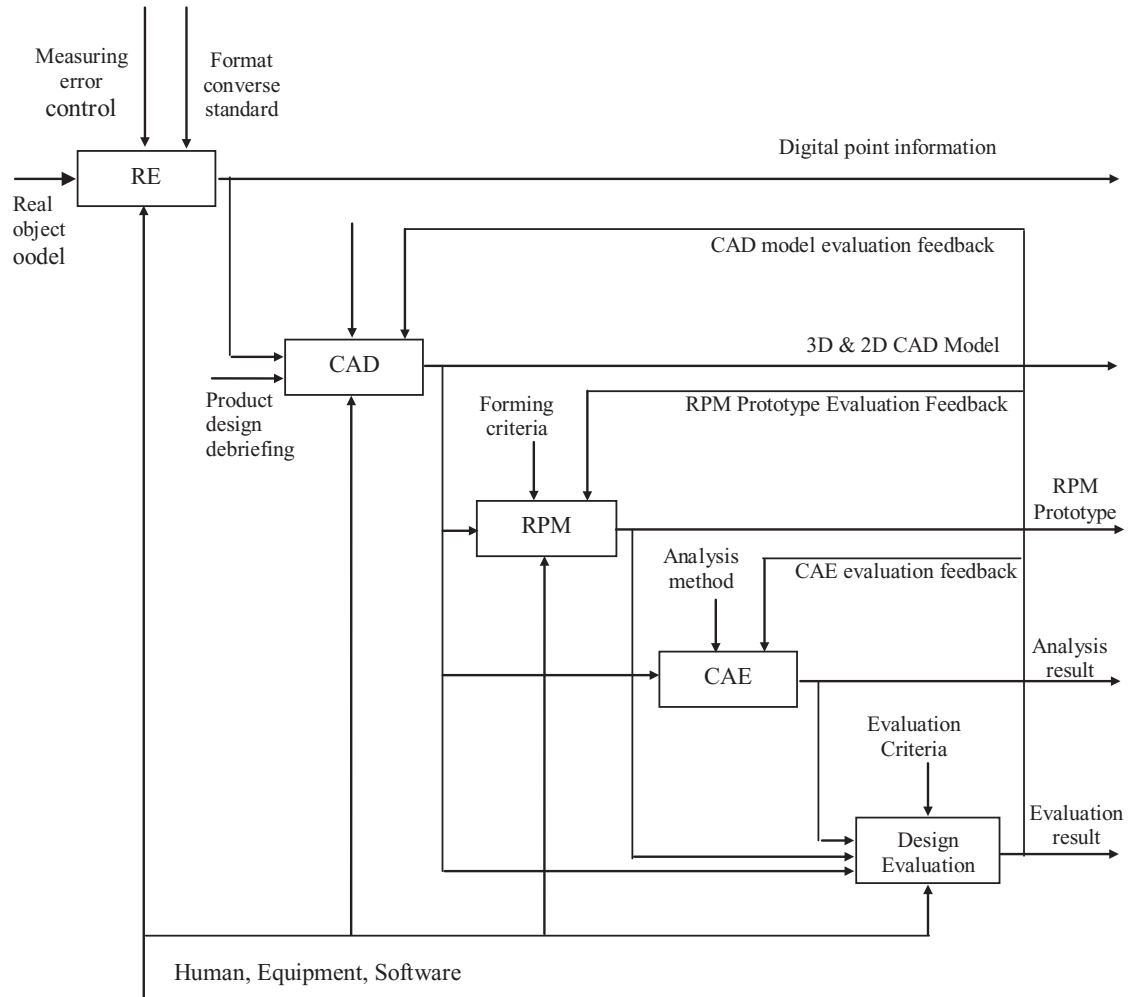 Measuring
error
control
Format
converse
standard
Digital point information
RE
Real
object
oodel
CAD model evaluation feedback
3D & 2D CAD Model
CAD
Product
design
debriefing
Forming
criteria
RPM Prototype Evaluation Feedback
RPM
Prototype
RPM
Analysis
method
CAE evaluation feedback
Analysis
result
CAE
Evaluation
Criteria
Evaluation
result
Design
Evaluation
Human, Equipment, Software